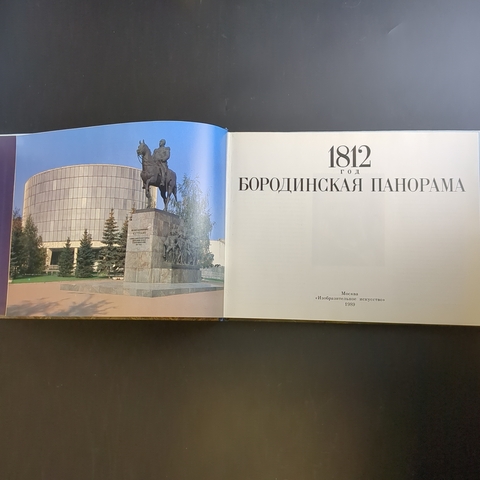 1812
ГОД
БОРОДИНСКАЯ ПАНОРАМА
Москва
«Изобразительное искусство»